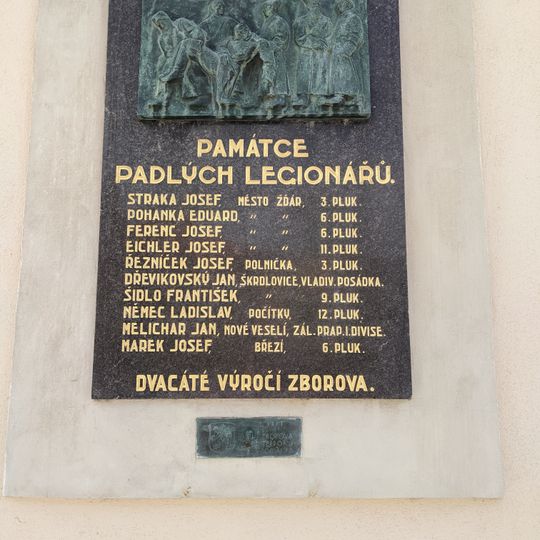 PAMÁTCE
PADLÝCH LEGIONÁŘŮ.
STRAKA JOSEF, MĚSTO ŽĎÁR, 3. PLUK.
POHANKA EDUARD, " " 6. PLUK.
FERENC JOSEF, " " 6. PLUK.
EICHLER JOSEF, " " 11. PLUK.
ŘEZNÍČEK JOSEF, POLNIČKA, 3. PLUK.
DŘEVIKOVSKÝ JAN, ŠKRDLOVICE, VLADIV. POSÁDKA.
ŠIDLO FRANTIŠEK, " 9. PLUK.
NĚMEC LADISLAV, POČÍTKY, 12. PLUK.
MELICHAR JAN, NOVÉ VESELÍ, ZÁL. PRAP. I. DIVISE.
MAREK JOSEF, BŘEZÍ, 6. PLUK.
DVACÁTÉ VÝROČÍ ZBOROVA.